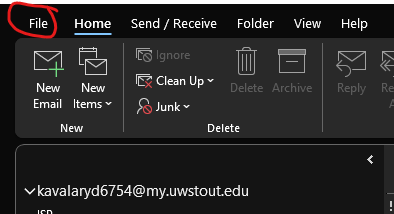 File Home Send / Receive Folder View Help
New Email New Items Ignore Clean Up Junk Delete Archive Reply
New Delete
kavalaryd6754@my.uwstout.edu